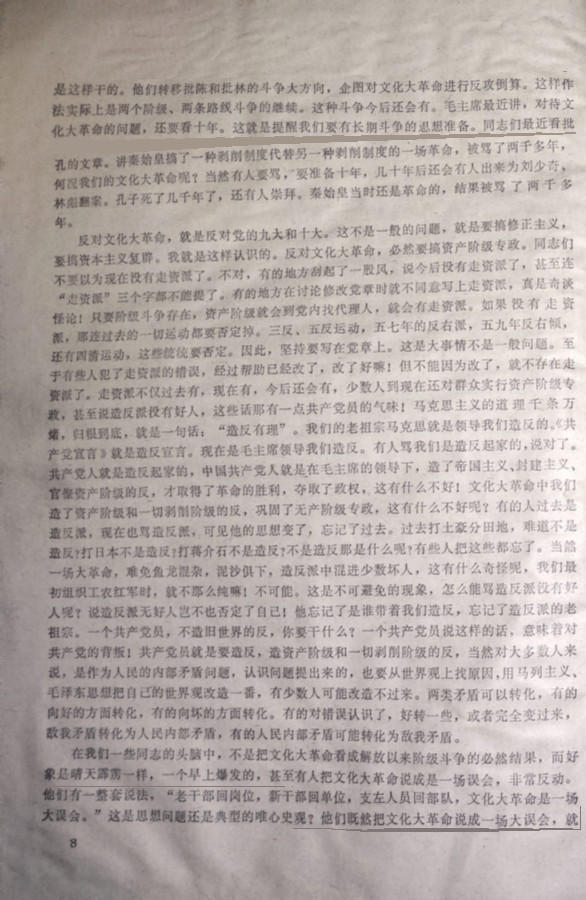 是这样干的。他们转移批陈和批林的斗争大方向，企图对文化大革命进行反攻倒算。这样作
法实际上是两个阶级、两条路线斗争的继续。这种斗争今后还会有。毛主席最近讲，对待文
化大革命的问题，还要看十年。这就是提醒我们要有长期斗争的思想准备。同志们最近看批
孔的文章。讲秦始皇搞了一种剥削制度代替另一种剥削制度的一场革命，被骂了两千多年，
何况我们的文化大革命呢？当然有人要骂，要准备十年，几十年后还会有人出来为刘少奇、
林彪翻案。孔子死了几千年了，还有人崇拜。秦始皇当时还是革命的，结果被骂了两千多
年。
反对文化大革命，就是反对党的九大和十大。这不是一般的问题，就是要搞修正主义，
要搞资本主义复辟。我就是这样认识的。反对文化大革命，必然要搞资产阶级专政。同志们
不要以为现在没有走资派了。不对，有的地方刮起了一股风，说今后没有走资派了，甚至连
“走资派”三个字都不能提了。有的地方在讨论修改党章时就不同意写上走资派，真是奇谈
怪论！只要阶级斗争存在，资产阶级就会到党内找代理人，就会有走资派。如果没有走资
派，那连过去的一切运动都要否定掉。三反、五反运动，五七年的反右派，五九年反右倾，
还有四清运动，这些统统要否定。因此，坚持要写在党章上。这是大事情不是一般问题。至
于有些人犯了走资派的错误，经过帮助已经改了，改了好嘛！但不能因为改了，就不存在走
资派了。走资派不仅过去有，现在有，今后还会有，少数人到现在还对群众实行资产阶级专
政，甚至说造反派没有好人，这些话那有一点共产党员的气味！马克思主义的道理千条万
绪，归根到底，就是一句话：“造反有理”。我们的老祖宗马克思就是领导我们造反的。《共
产党宣言》就是造反宣言。现在是毛主席领导我们造反。有人骂我们是造反起家的，说对了。
共产党人就是造反起家的，中国共产党人就是在毛主席的领导下，造了帝国主义、封建主义、
官僚资产阶级的反，才取得了革命的胜利，夺取了政权，这有什么不好！文化大革命中我们
造了资产阶级和一切剥削阶级的反，巩固了无产阶级专政，这有什么不好呢？有的人过去是
造反派，现在也骂造反派，可见他的思想变了，忘记了过去。过去打土豪分田地，难道不是
造反？打日本不是造反？打蒋介石不是造反？不是造反那是什么呢？有些人把这些都忘了。当然
一场大革命，难免鱼龙混杂，泥沙俱下，造反派中混进少数坏人，这有什么奇怪呢，我们最
初组织工农红军时，就不那么纯嘛！不可能。这是不可避免的现象，怎么能骂造反派没有好
人呢？说造反派无好人岂不也否定了自己！他忘记了是谁带着我们造反，忘记了造反派的老
祖宗。一个共产党员，不造旧世界的反，你要干什么？一个共产党员说这样的话，意味着对
共产党的背叛！共产党员就是要造反，造资产阶级和一切剥削阶级的反，当然对大多数人来
说，是作为人民的内部矛盾问题，认识问题提出来的，也要从世界观上找原因，用马列主义、
毛泽东思想把自己的世界观改造一番，有少数人可能改造不过来。两类矛盾可以转化，有的
向好的方面转化，有的向坏的方面转化。有的对错误认识了，好转一些，或者完全变过来，
敌我矛盾转化为人民内部矛盾，有的人民内部矛盾可能转化为敌我矛盾。
在我们一些同志的头脑中，不是把文化大革命看成解放以来阶级斗争的必然结果，而好
象是晴天霹雳一样，一个早上爆发的，甚至有人把文化大革命说成是一场误会，非常反动。
他们有一整套说法，“老干部回岗位，新干部回单位，支左人员回部队，文化大革命是一场
大误会。”这是思想问题还是典型的唯心史观？他们既然把文化大革命说成一场大误会，就
8